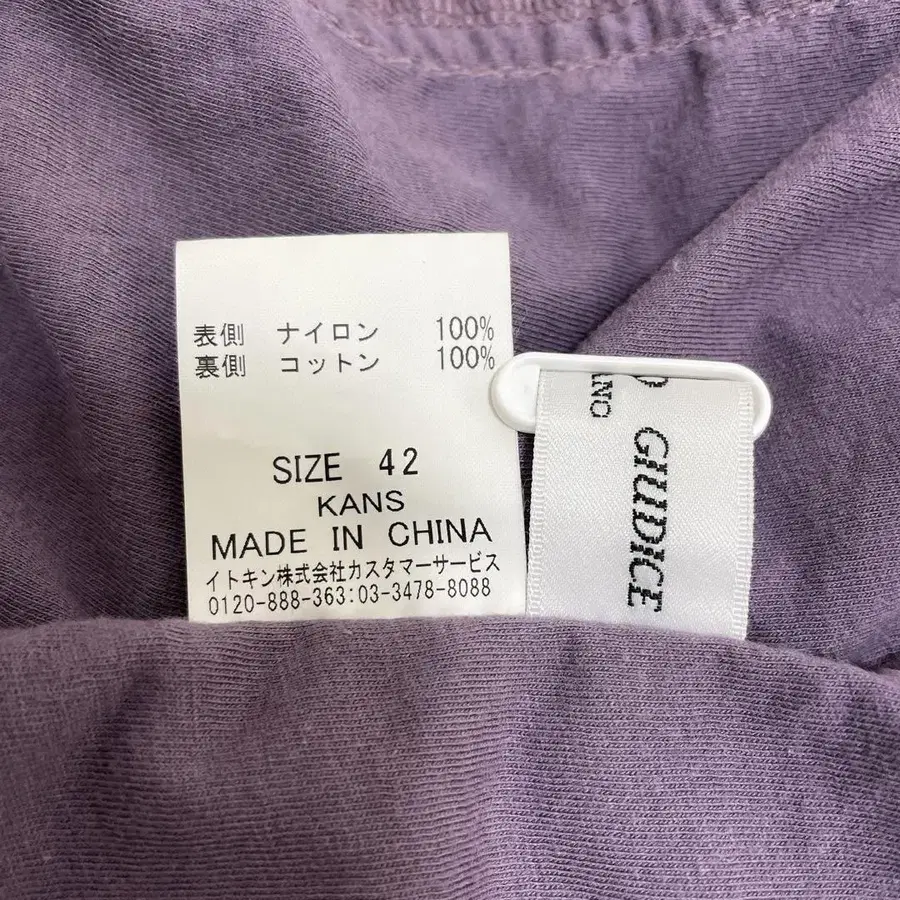 表側 ナイロン 100%
裏側 コットン 100%
SIZE 42
KANS
MADE IN CHINA
イトキン株式会社カスタマーサービス
0120-888-363:03-3478-8088
GIUDICE